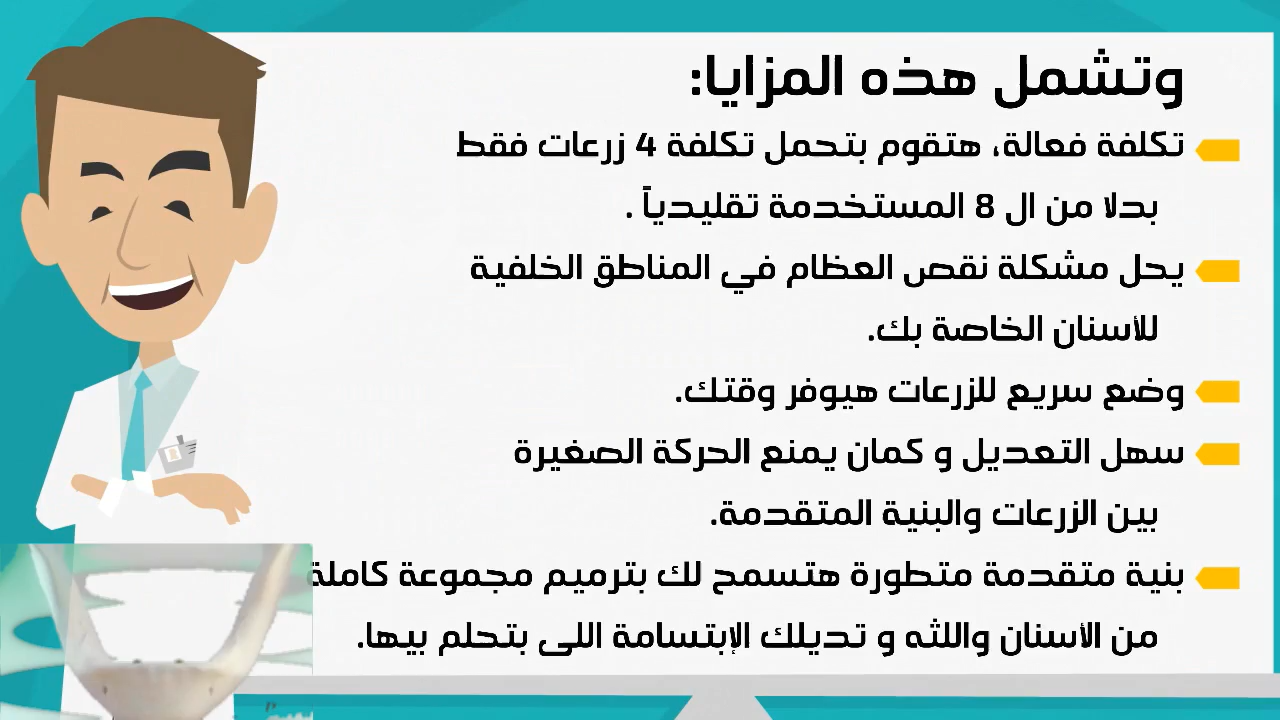 وتشمل هذه المزايا:
تكلفة فعالة، هتقوم بتحمل تكلفة 4 زرعات فقط
بدلا من ال 8 المستخدمة تقليدياً .
يحل مشكلة نقص العظام في المناطق الخلفية
للأسنان الخاصة بك.
وضع سريع للزرعات هيوفر وقتك.
سهل التعديل و كمان يمنع الحركة الصغيرة
بين الزرعات والبنية المتقدمة.
بنية متقدمة متطورة هتسمح لك بترميم مجموعة كاملة
من الأسنان واللثه و تديلك الإبتسامة اللى بتحلم بيها.